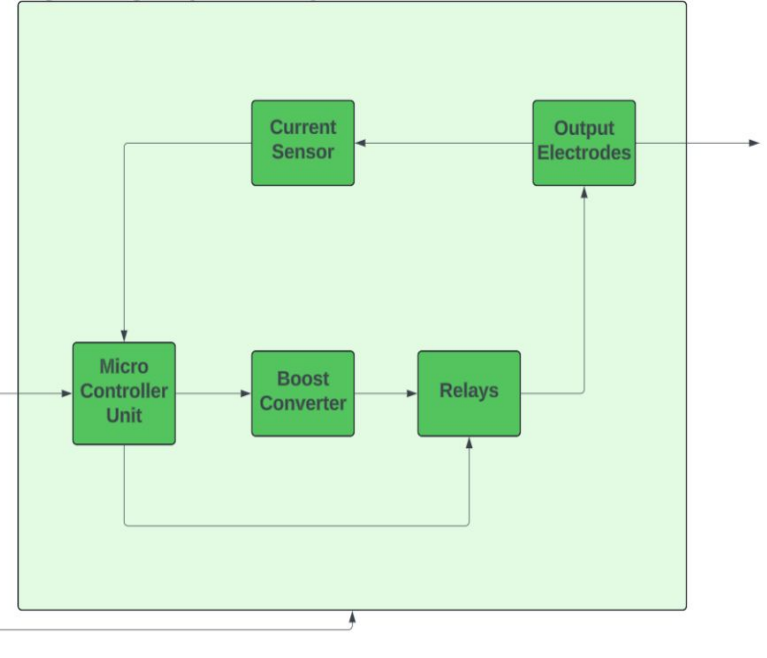 Current
Sensor
Output
Electrodes
Micro
Controller
Unit
Boost
Converter
Relays